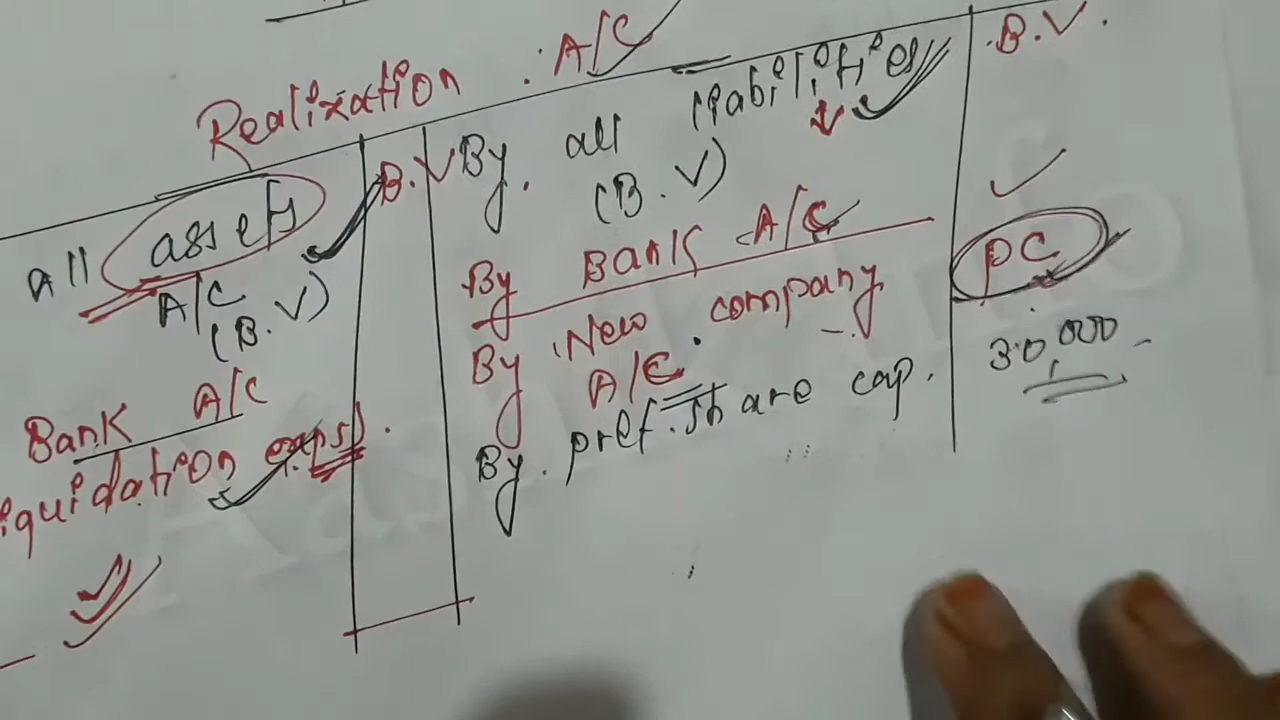 Realization A/C
all assets B.V
A/C
(B.V)
Bank A/C
liquidation exps).
By all liabilities B.V.
(B.V)
By Bank A/C
By New company PC
A/C
By pref. share cap. 30,000